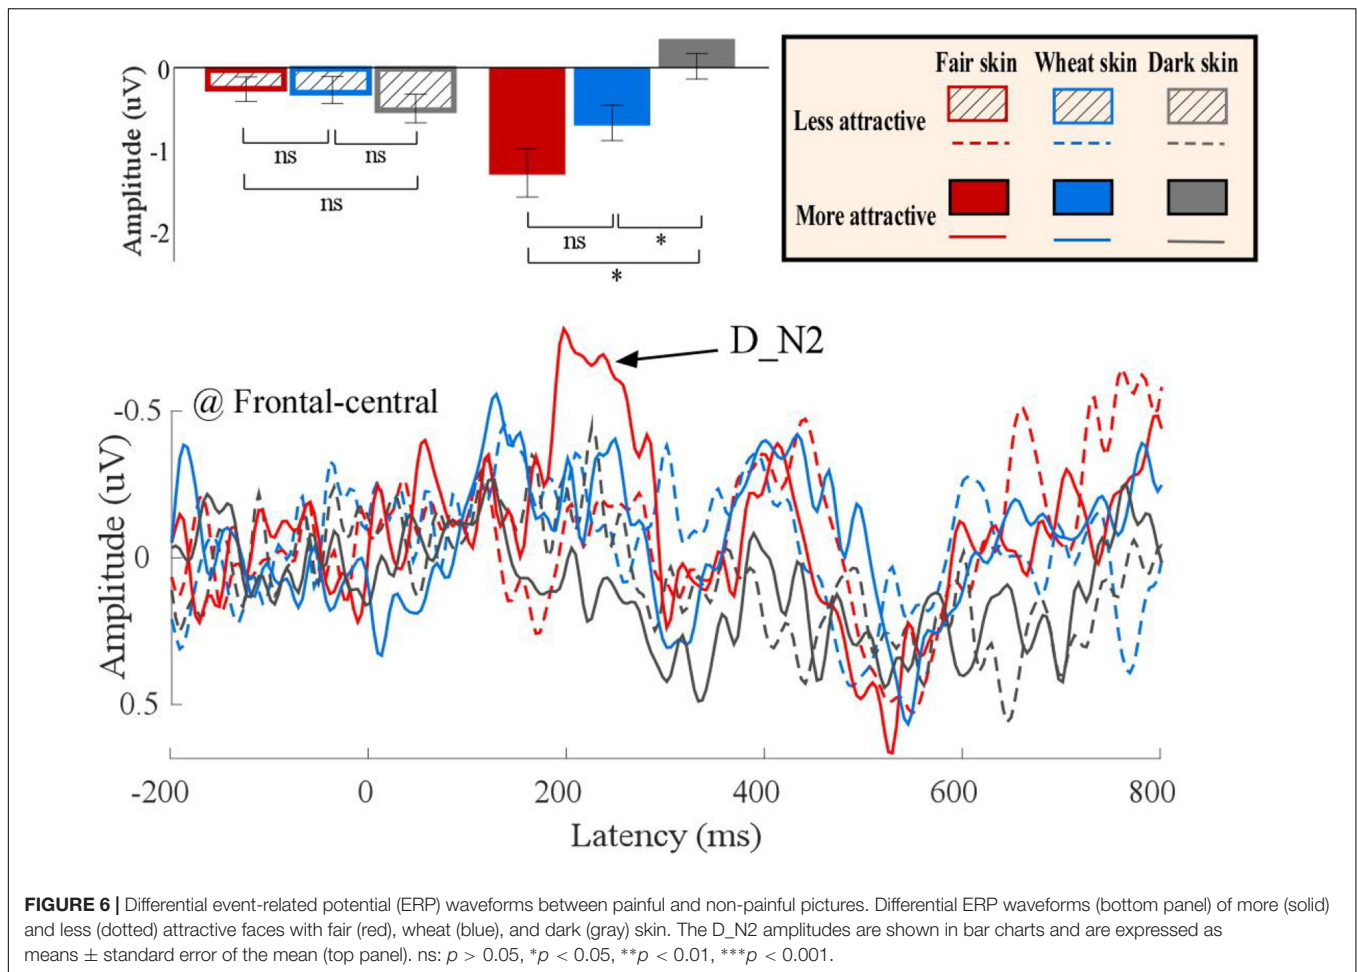 0
-1
-2
Amplitude (uV)
ns
ns
ns
ns
*
*
Fair skin Wheat skin Dark skin
Less attractive
More attractive
D_N2
@ Frontal-central
-0.5
0
0.5
Amplitude (uV)
-200 0 200 400 600 800
Latency (ms)
FIGURE 6 | Differential event-related potential (ERP) waveforms between painful and non-painful pictures. Differential ERP waveforms (bottom panel) of more (solid)
and less (dotted) attractive faces with fair (red), wheat (blue), and dark (gray) skin. The D_N2 amplitudes are shown in bar charts and are expressed as
means ± standard error of the mean (top panel). ns: p > 0.05, *p < 0.05, **p < 0.01, ***p < 0.001.